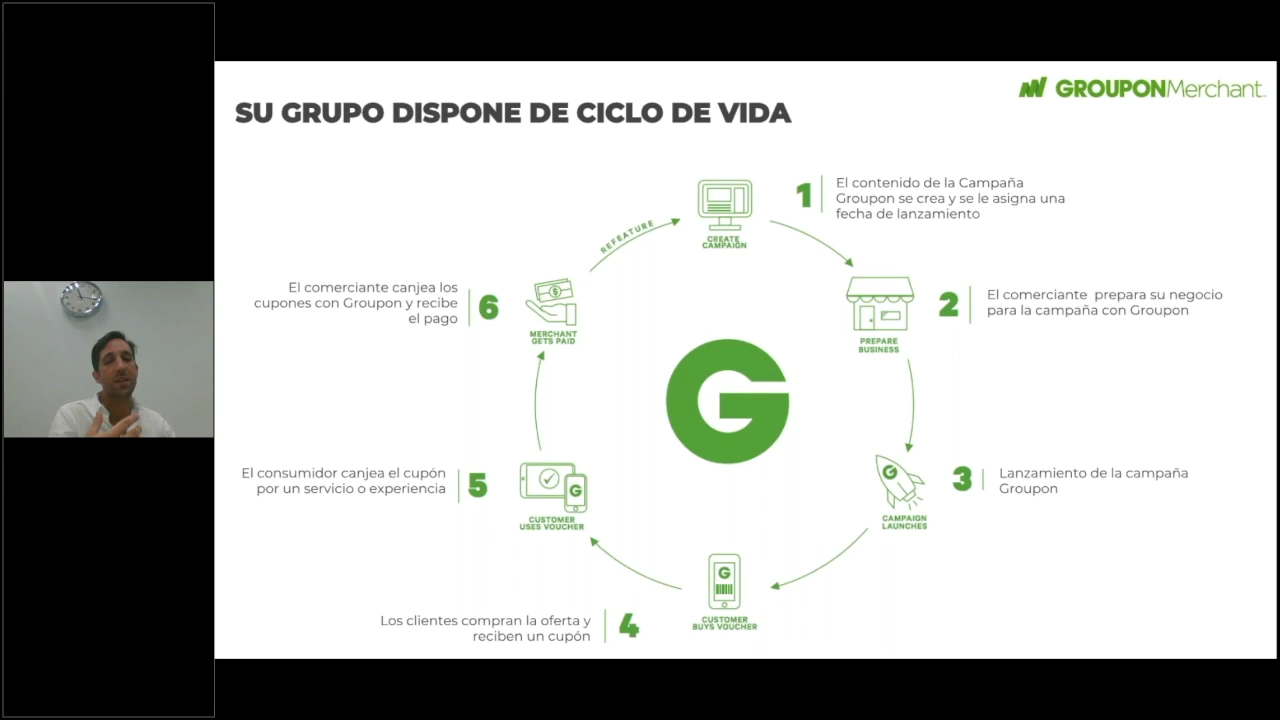 GROUPONMerchant
SU GRUPO DISPONE DE CICLO DE VIDA
1
El contenido de la Campaña
Groupon se crea y se le asigna una
fecha de lanzamiento
CREATE
CAMPAIGN
REFEATURE
2
El comerciante prepara su negocio
para la campaña con Groupon
PREPARE
BUSINESS
3
Lanzamiento de la campaña
Groupon
G
CAMPAIGN
LAUNCHES
4
Los clientes compran la oferta y
reciben un cupón
G
CUSTOMER
BUYS VOUCHER
5
El consumidor canjea el cupón
por un servicio o experiencia
G
CUSTOMER
USES VOUCHER
6
El comerciante canjea los
cupones con Groupon y recibe
el pago
$
MERCHANT
GETS PAID
G